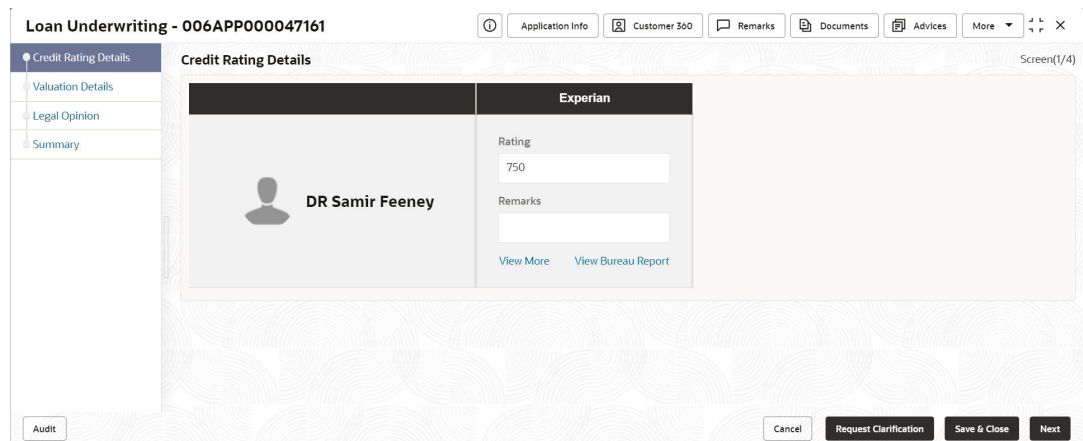 Loan Underwriting - 006APP000047161
Application Info
Customer 360
Remarks
Documents
Advices
More
Credit Rating Details
Valuation Details
Legal Opinion
Summary
Credit Rating Details
Screen(1/4)
Experian
DR Samir Feeney
Rating
750
Remarks
View More View Bureau Report
Audit
Cancel
Request Clarification
Save & Close
Next